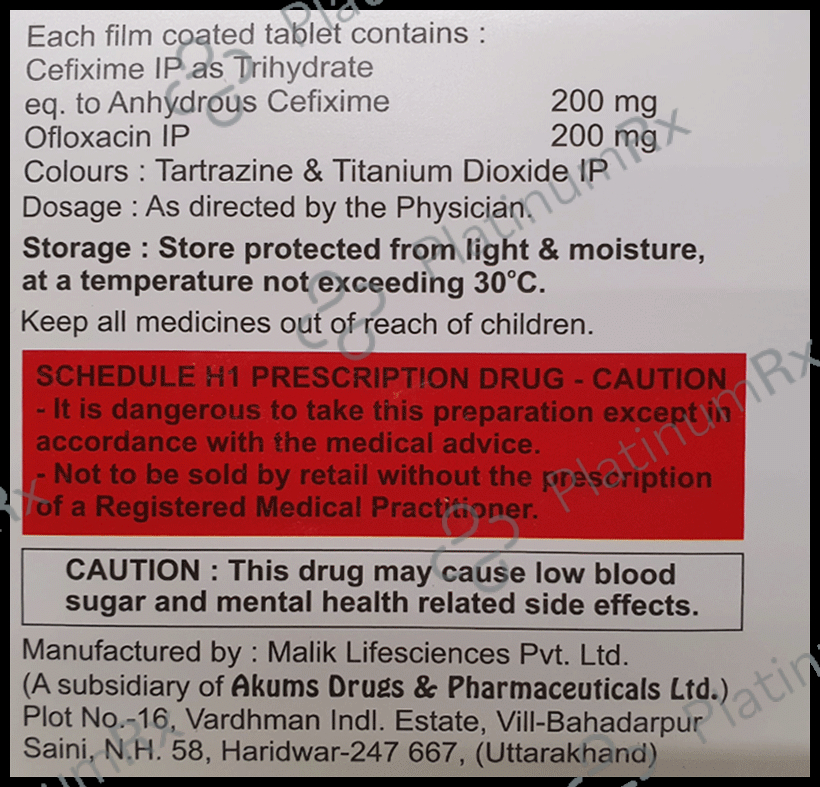 Each film coated tablet contains :
Cefixime IP as Trihydrate
eq. to Anhydrous Cefixime 200 mg
Ofloxacin IP 200 mg
Colours : Tartrazine & Titanium Dioxide IP
Dosage : As directed by the Physician.
Storage : Store protected from light & moisture,
at a temperature not exceeding 30°C.
Keep all medicines out of reach of children.
SCHEDULE H1 PRESCRIPTION DRUG - CAUTION
- It is dangerous to take this preparation except in
accordance with the medical advice.
- Not to be sold by retail without the prescription
of a Registered Medical Practitioner.
CAUTION : This drug may cause low blood
sugar and mental health related side effects.
Manufactured by : Malik Lifesciences Pvt. Ltd.
(A subsidiary of Akums Drugs & Pharmaceuticals Ltd.)
Plot No.-16, Vardhman Indl. Estate, Vill-Bahadarpur
Saini, N.H. 58, Haridwar-247 667, (Uttarakhand)
PlatinumRx
PlatinumRx
PlatinumRx
Platinu
Rx
umRx